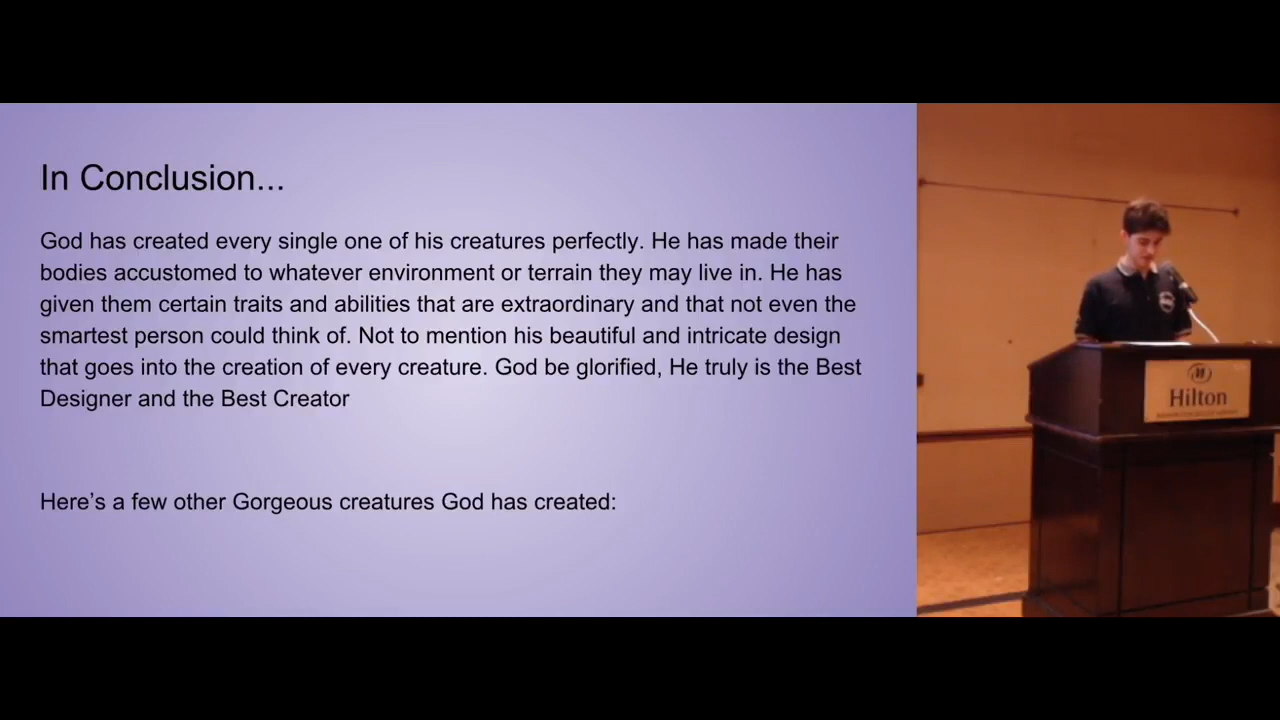 In Conclusion...
God has created every single one of his creatures perfectly. He has made their
bodies accustomed to whatever environment or terrain they may live in. He has
given them certain traits and abilities that are extraordinary and that not even the
smartest person could think of. Not to mention his beautiful and intricate design
that goes into the creation of every creature. God be glorified, He truly is the Best
Designer and the Best Creator
Here's a few other Gorgeous creatures God has created:
Hilton